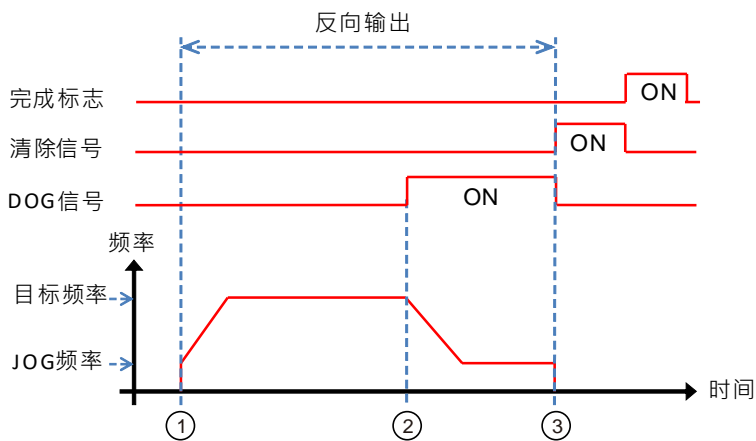 反向输出
完成标志
ON
清除信号
ON
DOG信号
ON
频率
目标频率
JOG频率
时间
① ② ③